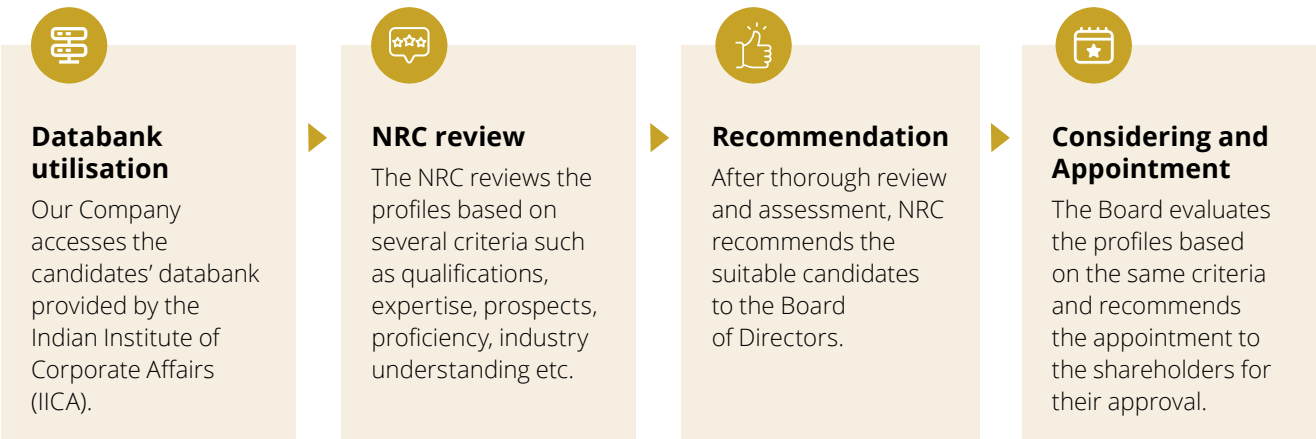 Databank
utilisation
Our Company
accesses the
candidates’ databank
provided by the
Indian Institute of
Corporate Affairs
(IICA).
NRC review
The NRC reviews the
profiles based on
several criteria such
as qualifications,
expertise, prospects,
proficiency, industry
understanding etc.
Recommendation
After thorough review
and assessment, NRC
recommends the
suitable candidates
to the Board
of Directors.
Considering and
Appointment
The Board evaluates
the profiles based
on the same criteria
and recommends
the appointment to
the shareholders for
their approval.